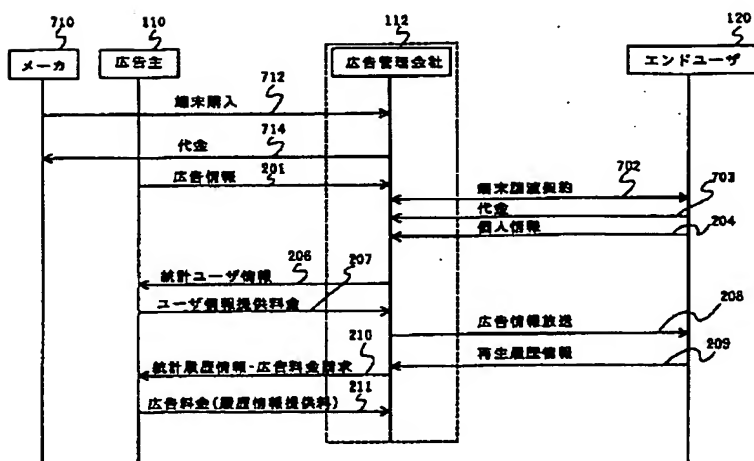 710
110
112
120
メーカ
広告主
広告管理会社
エンドユーザ
712
端末購入
714
代金
広告情報
201
端末譲渡契約
702
703
代金
個人情報
204
206
207
統計ユーザ情報
ユーザ情報提供料金
広告情報放送
208
210
再生履歴情報
209
統計履歴情報・広告料金請求
211
広告料金(履歴情報提供料)